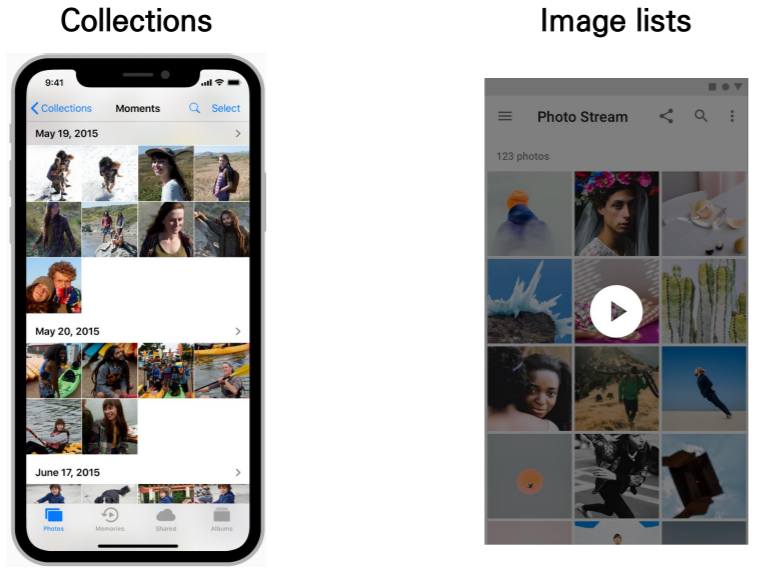 Collections
Image lists
9:41
Collections
Moments
Select
May 19, 2015
May 20, 2015
June 17, 2015
Photos
Memories
Shared
Albums
Photo Stream
123 photos